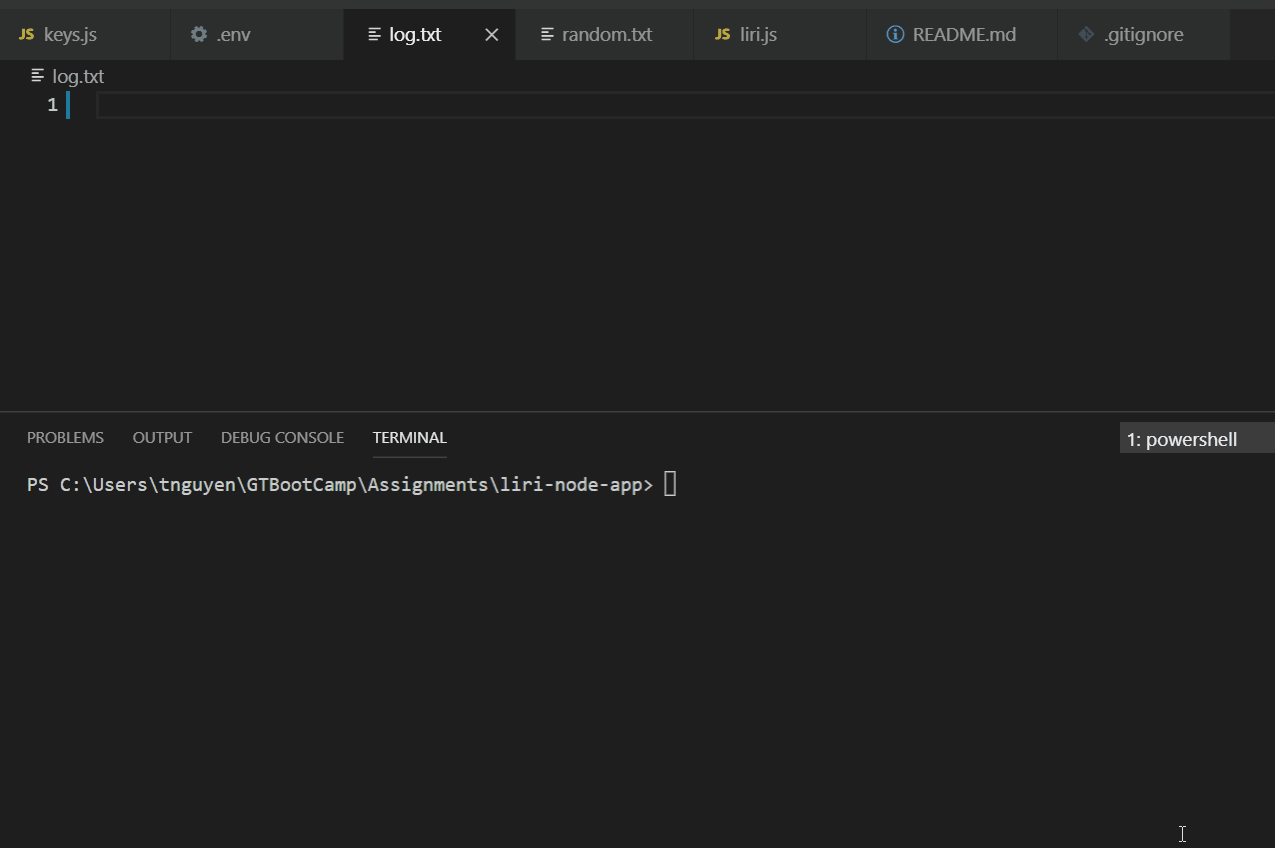 JS keys.js .env log.txt random.txt JS liri.js README.md .gitignore
log.txt
1
PROBLEMS OUTPUT DEBUG CONSOLE TERMINAL 1: powershell
PS C:\Users\tnguyen\GTBootCamp\Assignments\liri-node-app>